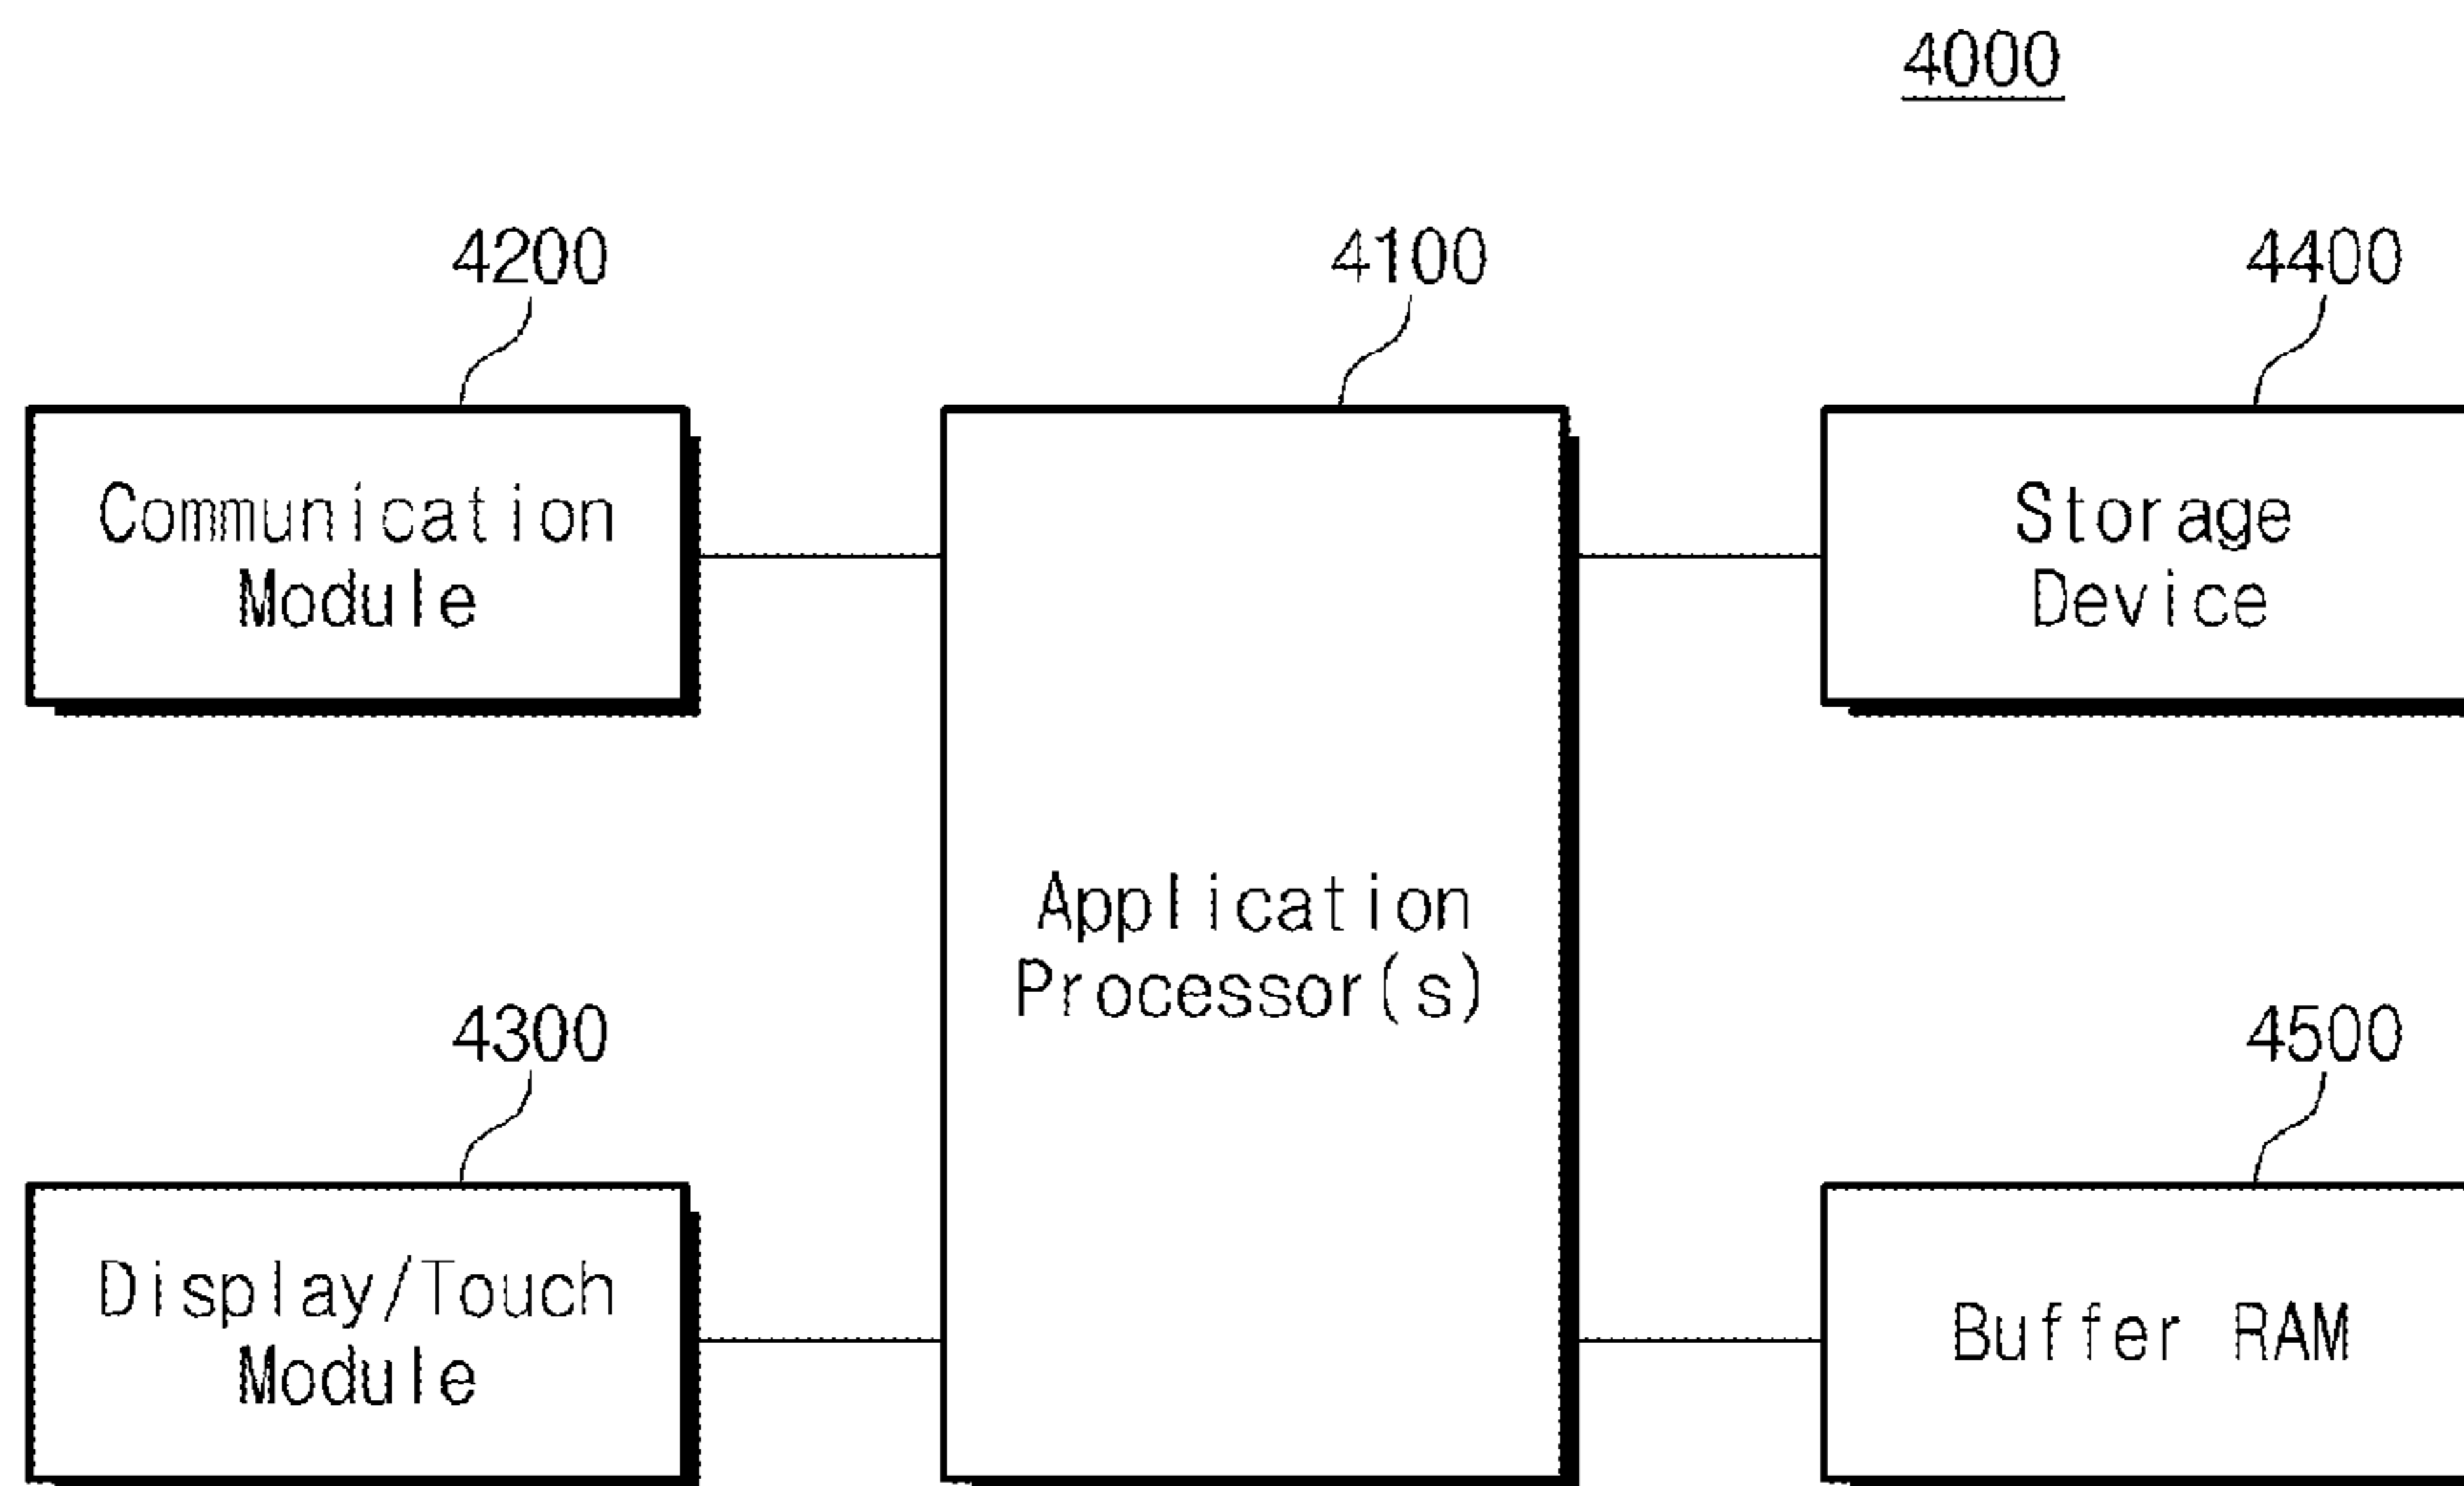 4000
4200
4100
4400
Communication
Module
Storage
Device
Application
Processor(s)
4300
4500
Display/Touch
Module
Buffer RAM